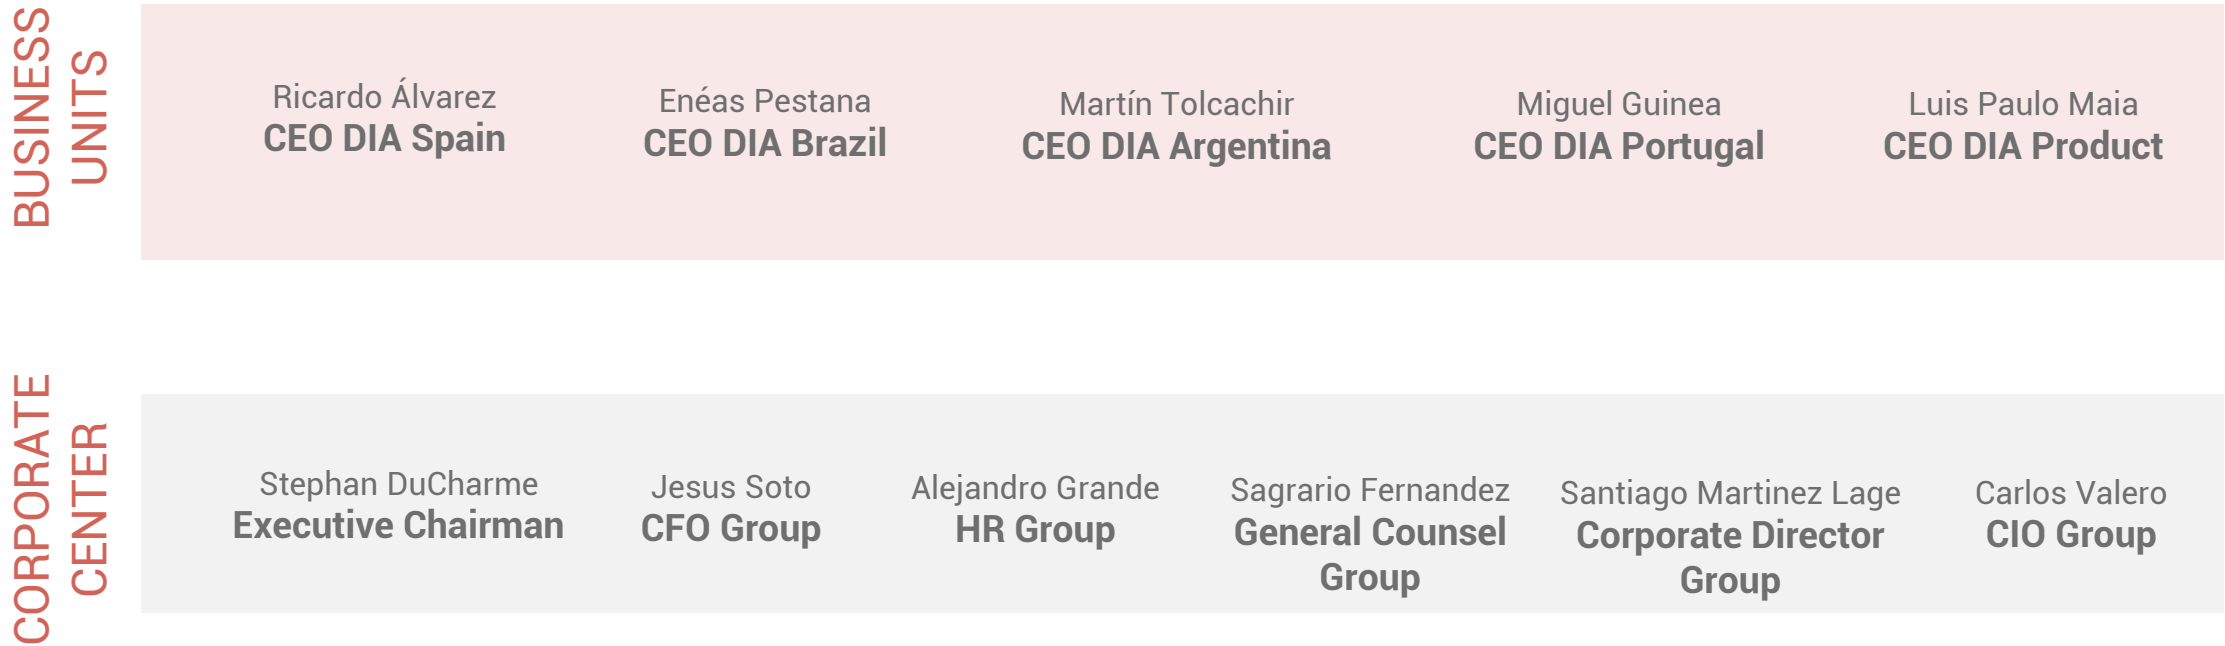 BUSINESS
UNITS
Ricardo Álvarez
CEO DIA Spain
Enéas Pestana
CEO DIA Brazil
Martín Tolcachir
CEO DIA Argentina
Miguel Guinea
CEO DIA Portugal
Luis Paulo Maia
CEO DIA Product
CORPORATE
CENTER
Stephan DuCharme
Executive Chairman
Jesus Soto
CFO Group
Alejandro Grande
HR Group
Sagrario Fernandez
General Counsel
Group
Santiago Martinez Lage
Corporate Director
Group
Carlos Valero
CIO Group